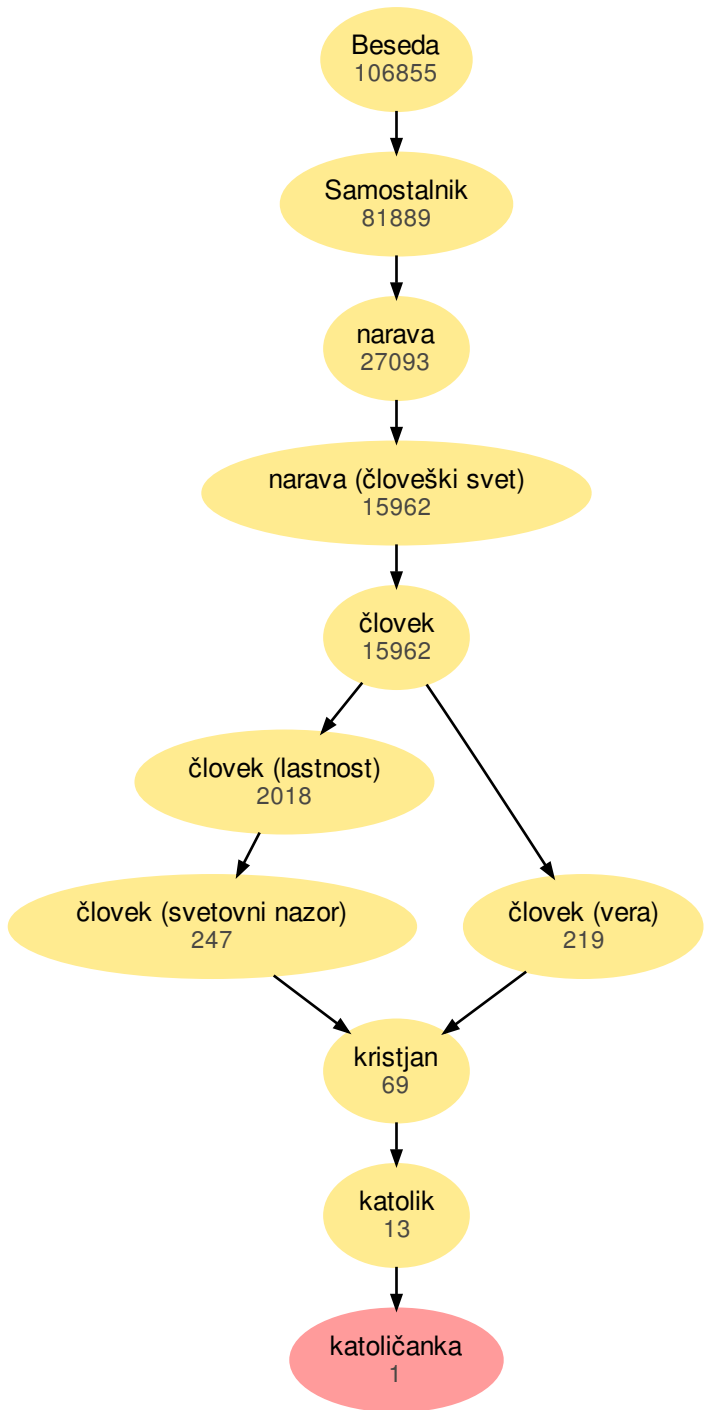 Beseda
106855
Samostalnik
81889
narava
27093
narava (človeški svet)
15962
človek
15962
človek (lastnost)
2018
človek (svetovni nazor)
247
človek (vera)
219
kristjan
69
katolik
13
katoličanka
1